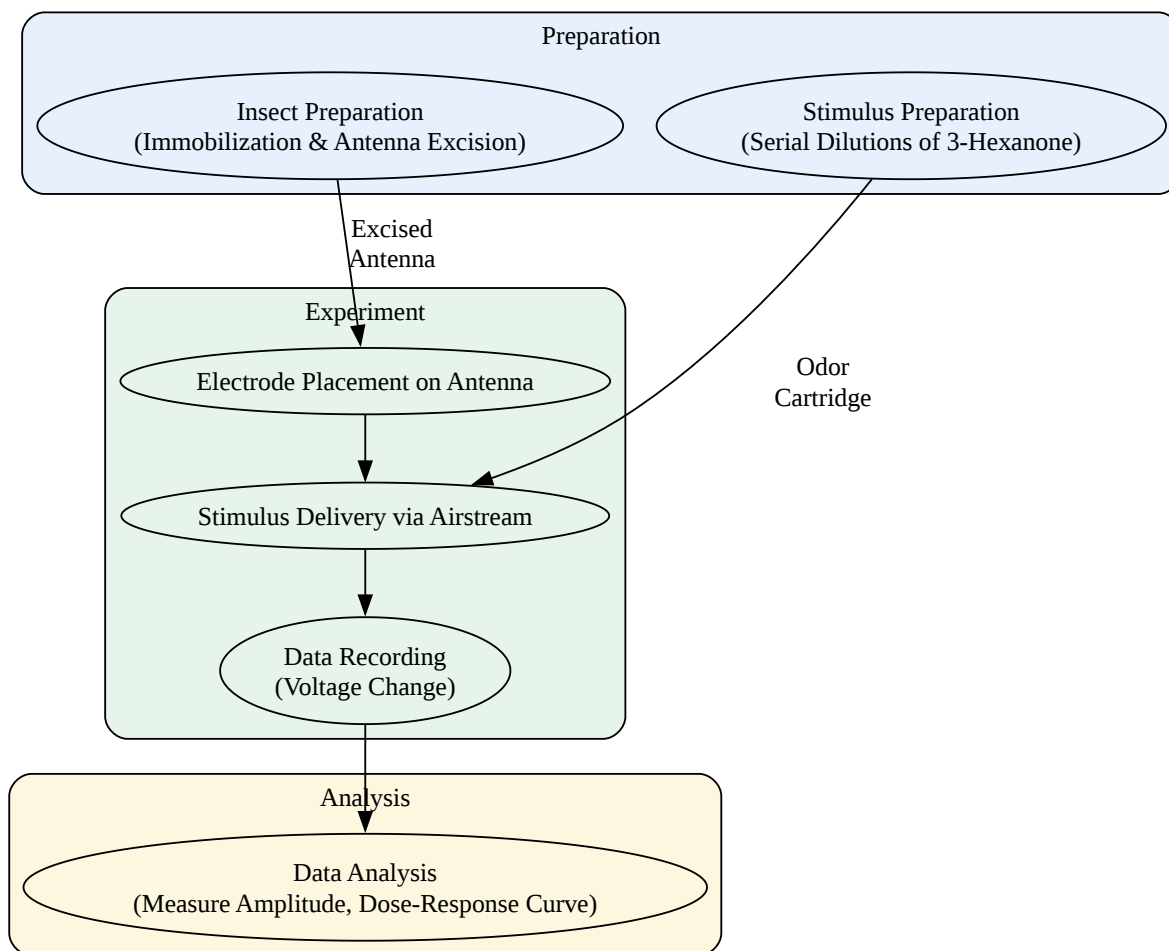 Preparation
Insect Preparation
(Immobilization & Antenna Excision)
Stimulus Preparation
(Serial Dilutions of 3-Hexanone)
Excised
Antenna
Experiment
Electrode Placement on Antenna
Odor
Cartridge
Stimulus Delivery via Airstream
Data Recording
(Voltage Change)
Analysis
Data Analysis
(Measure Amplitude, Dose-Response Curve)